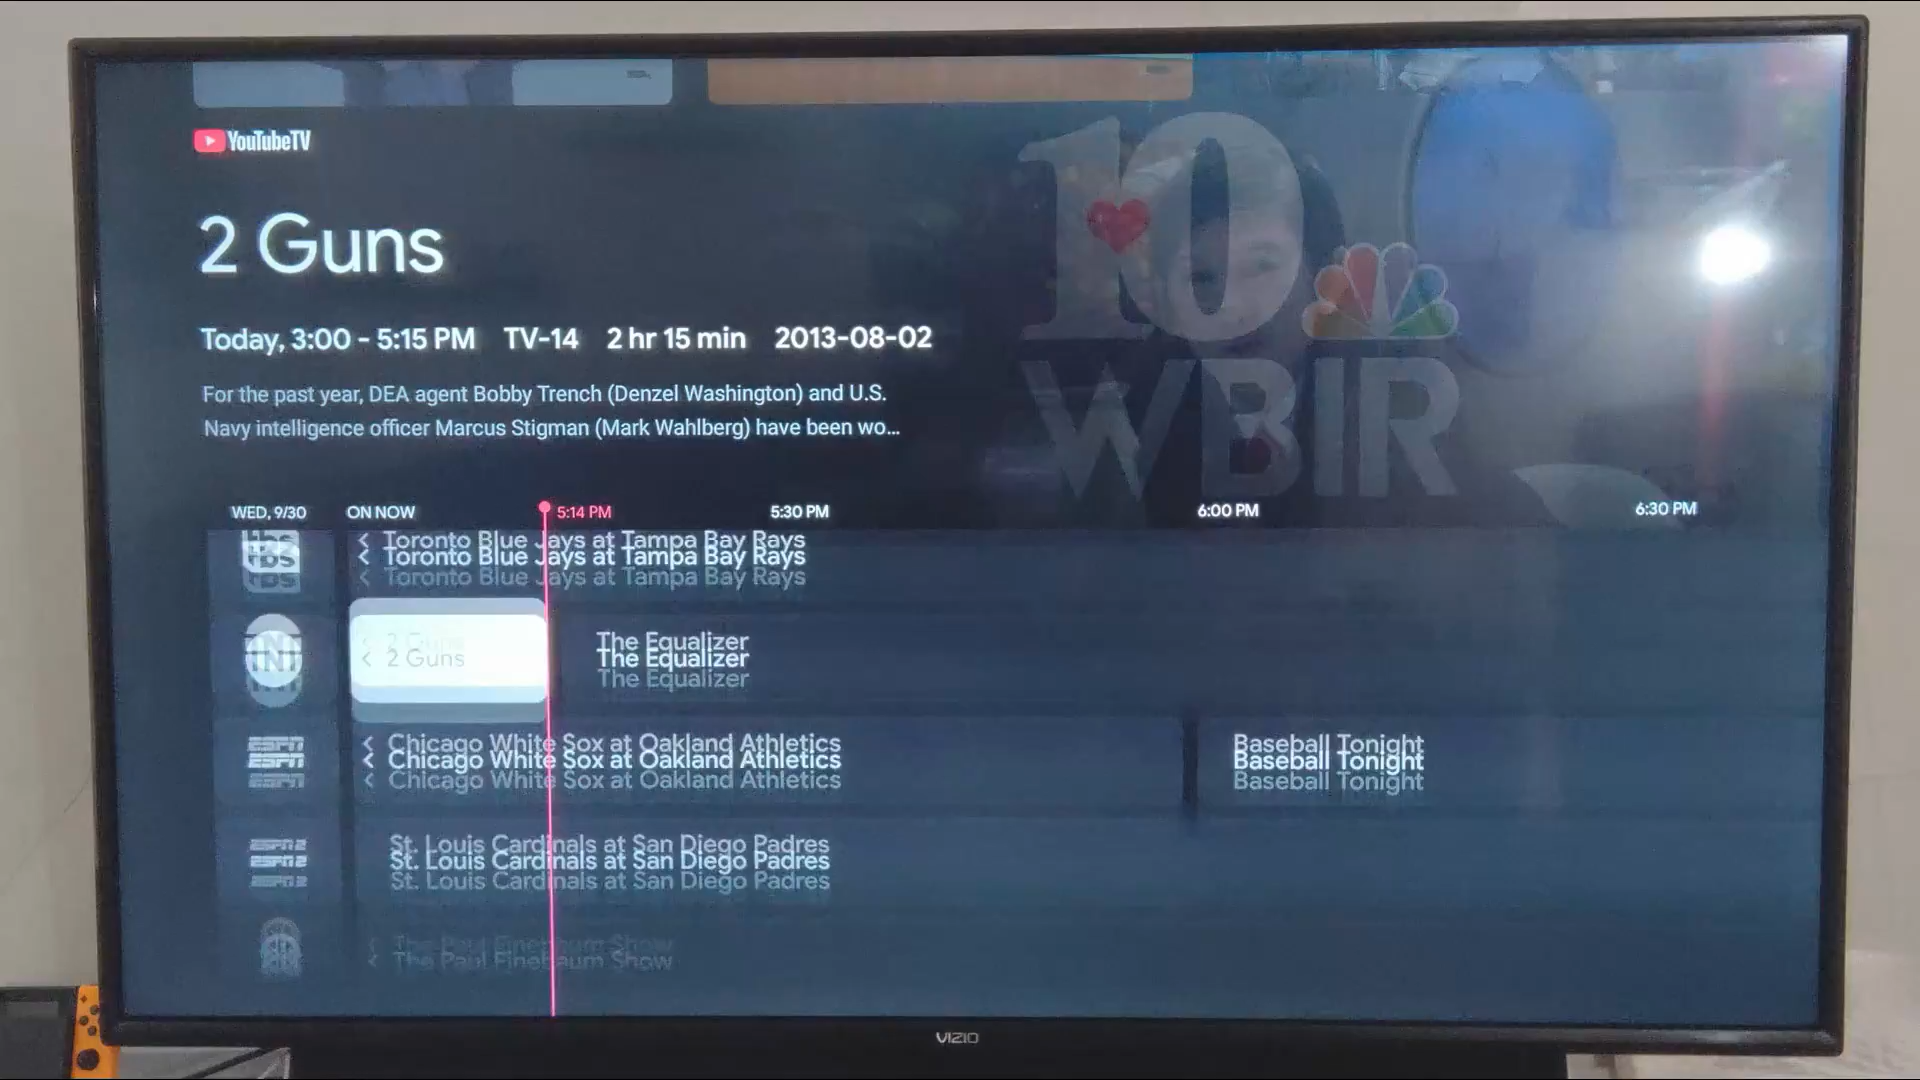 YouTubeTV
10
WBIR
2 Guns
Today, 3:00 - 5:15 PM TV-14 2 hr 15 min 2013-08-02
For the past year, DEA agent Bobby Trench (Denzel Washington) and U.S.
Navy intelligence officer Marcus Stigman (Mark Wahlberg) have been wo...
WED, 9/30 ON NOW 5:14 PM 5:30 PM 6:00 PM 6:30 PM
tbs < Toronto Blue Jays at Tampa Bay Rays
TNT < 2 Guns The Equalizer
ESPN < Chicago White Sox at Oakland Athletics Baseball Tonight
ESPN2 St. Louis Cardinals at San Diego Padres
< The Paul Finebaum Show
VIZIO